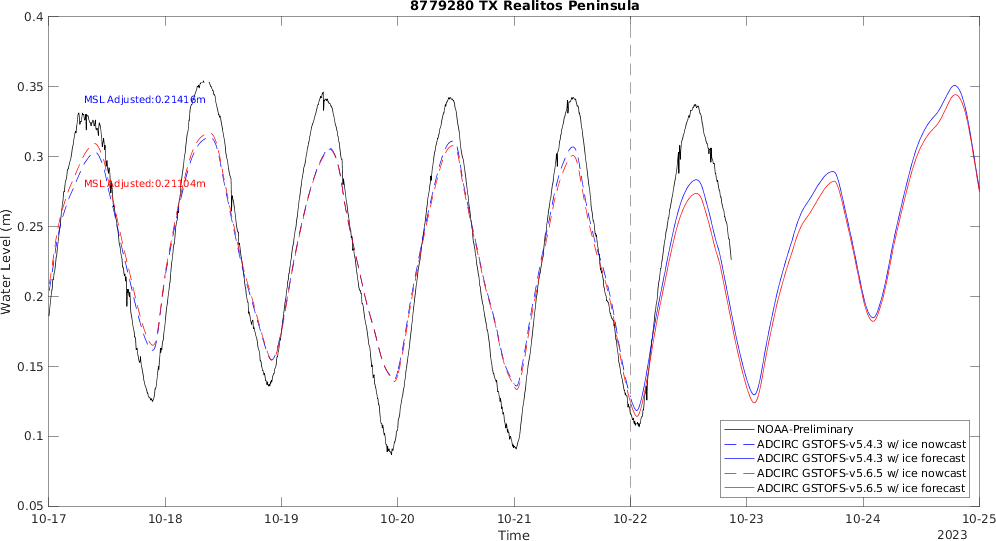 8779280 TX Realitos Peninsula
0.4
0.35
0.3
0.25
0.2
0.15
0.1
0.05
Water Level (m)
MSL Adjusted:0.21416m
MSL Adjusted:0.21104m
NOAA-Preliminary
ADCIRC GSTOFS-v5.4.3 w/ ice nowcast
ADCIRC GSTOFS-v5.4.3 w/ ice forecast
ADCIRC GSTOFS-v5.6.5 w/ ice nowcast
ADCIRC GSTOFS-v5.6.5 w/ ice forecast
10-17 10-18 10-19 10-20 10-21 10-22 10-23 10-24 10-25
Time
2023